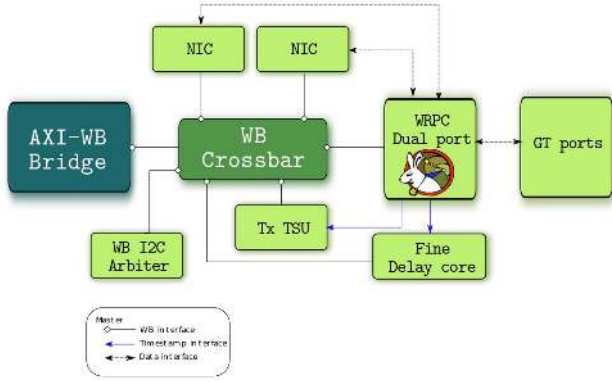 NIC
NIC
AXI-WB
Bridge
WB
Crossbar
WRPC
Dual port
GT ports
Tx TSU
WB I2C
Arbiter
Fine
Delay core
Master
WB interface
Timestamp interface
Data interface